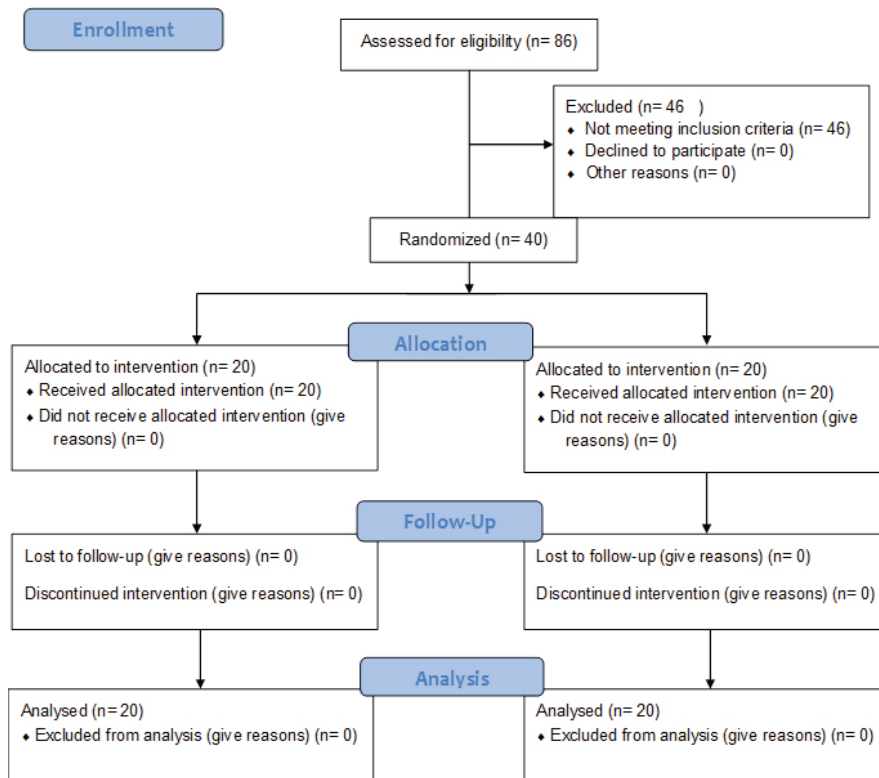 Enrollment
Assessed for eligibility (n= 86)
Excluded (n= 46 )
♦ Not meeting inclusion criteria (n= 46)
♦ Declined to participate (n= 0)
♦ Other reasons (n= 0)
Randomized (n= 40)
Allocation
Allocated to intervention (n= 20)
♦ Received allocated intervention (n= 20)
♦ Did not receive allocated intervention (give
reasons) (n= 0)
Allocated to intervention (n= 20)
♦ Received allocated intervention (n= 20)
♦ Did not receive allocated intervention (give
reasons) (n= 0)
Follow-Up
Lost to follow-up (give reasons) (n= 0)
Discontinued intervention (give reasons) (n= 0)
Lost to follow-up (give reasons) (n= 0)
Discontinued intervention (give reasons) (n= 0)
Analysis
Analysed (n= 20)
♦ Excluded from analysis (give reasons) (n= 0)
Analysed (n= 20)
♦ Excluded from analysis (give reasons) (n= 0)